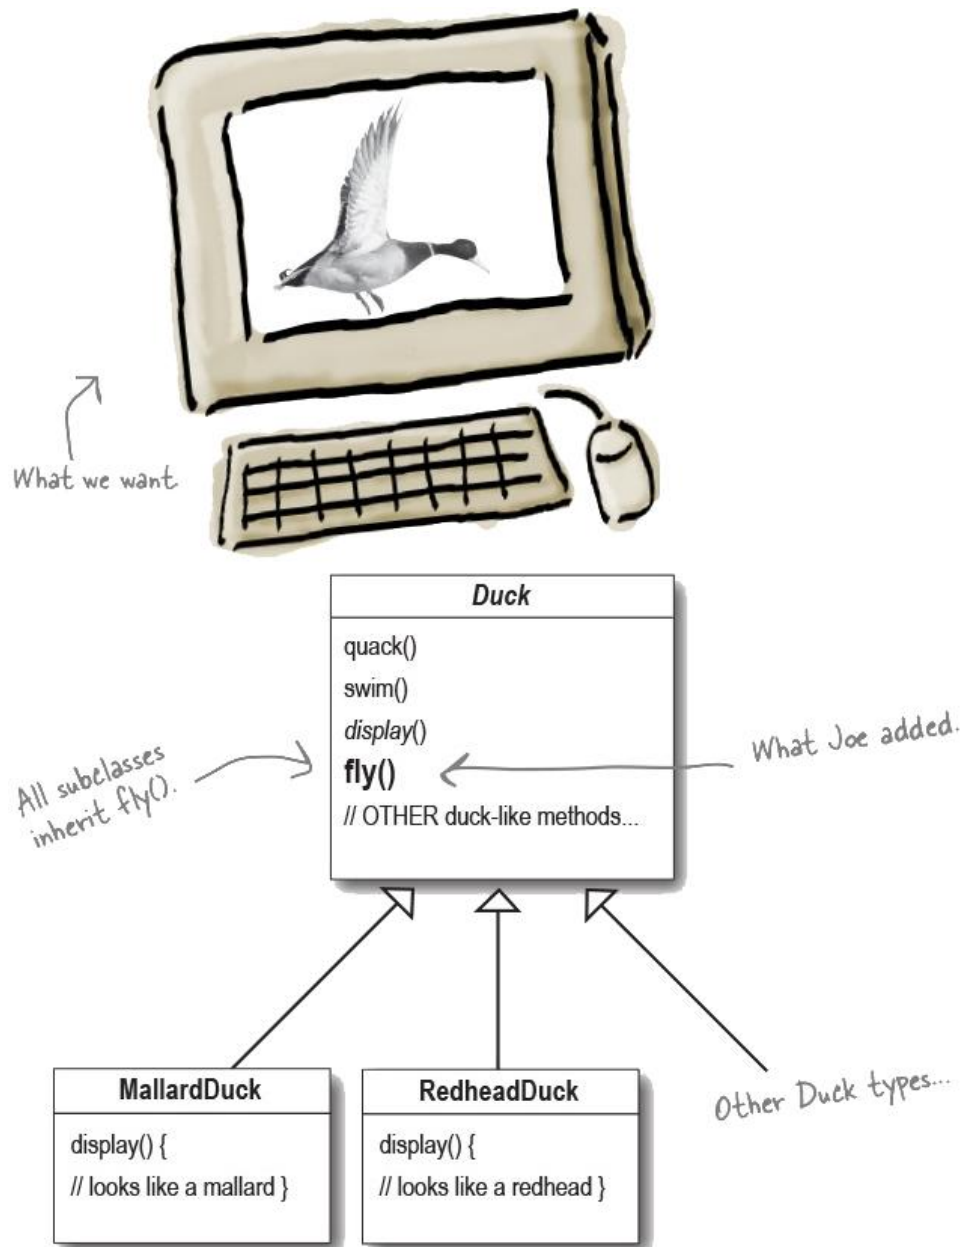 What we want.
Duck
quack()
swim()
display()
fly()
// OTHER duck-like methods...
All subclasses
inherit fly().
What Joe added.
MallardDuck
display() {
// looks like a mallard }
RedheadDuck
display() {
// looks like a redhead }
Other Duck types...